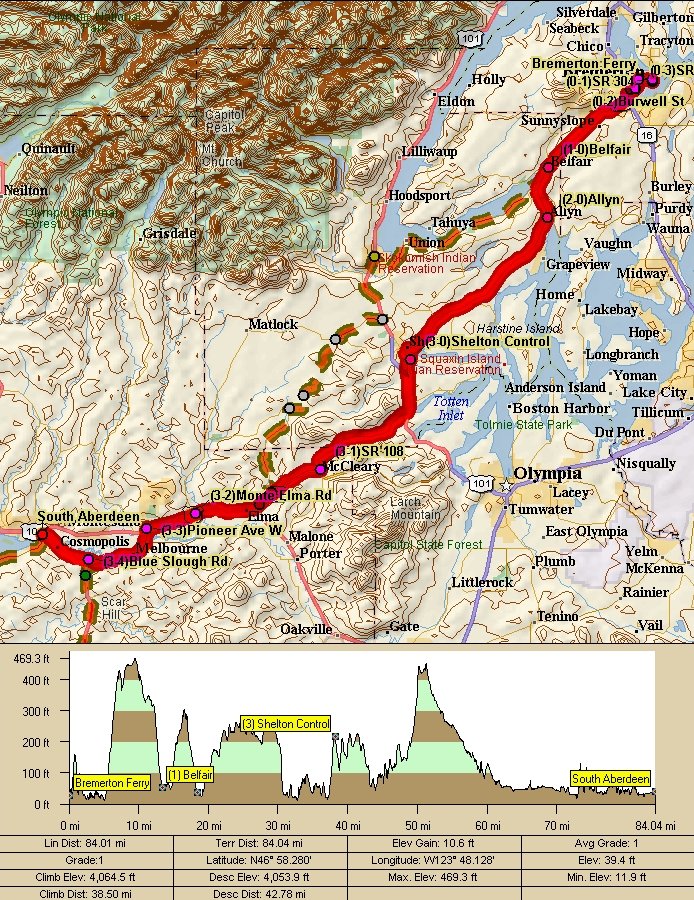 Olympic National
Silverdale
Gilberton
Seabeck
101
Chico
Tracyton
Bremerton Ferry
(0-3)SR
(0-1)SR 304
Holly
(0-2)Burwell St
Eldon
Capitol
Peak
Sunnyslope
16
Quinault
Mt
Church
Lilliwaup
(1-0)Belfair
Belfair
Neilton
Hoodsport
Burley
(2-0)Allyn
Allyn
Purdy
Olympic National
Forest
Tahuya
Wauna
Grisdale
Union
Vaughn
Skokomish Indian
Reservation
Grapeview
Midway
Home
Lakebay
Matlock
Harstine Island
Hope
Sh(3-0)Shelton Control
Longbranch
Squaxin Island
an Reservation
Yoman
Anderson Island
Lake City
Totten
Inlet
Boston Harbor
Tillicum
Tolmie State Park
Du Pont
(3-1)SR 108
McCleary
Nisqually
Olympia
101
Lacey
(3-2)Monte Elma Rd
Larch
Mountain
Tumwater
South Aberdeen
Elma
(3-3)Pioneer Ave W
East Olympia
10
Cosmopolis
Malone
Melbourne
Capitol State Forest
Yelm
Porter
(3-4)Blue Slough Rd
Plumb
McKenna
Littlerock
Rainier
Scar
Hill
Tenino
Oakville
Gate
Vail
469.3 ft
400 ft
300 ft
(3) Shelton Control
200 ft
100 ft
Bremerton Ferry
(1) Belfair
South Aberdeen
0 ft
0 mi
10 mi
20 mi
30 mi
40 mi
50 mi
60 mi
70 mi
84.04 mi
Lin Dist: 84.01 mi
Terr Dist: 84.04 mi
Elev Gain: 10.6 ft
Avg Grade: 1
Grade:1
Latitude: N46° 58.280'
Longitude: W123° 48.128'
Elev: 39.4 ft
Climb Elev: 4,064.5 ft
Desc Elev: 4,053.9 ft
Max. Elev: 469.3 ft
Min. Elev: 11.9 ft
Climb Dist: 38.50 mi
Desc Dist: 42.78 mi